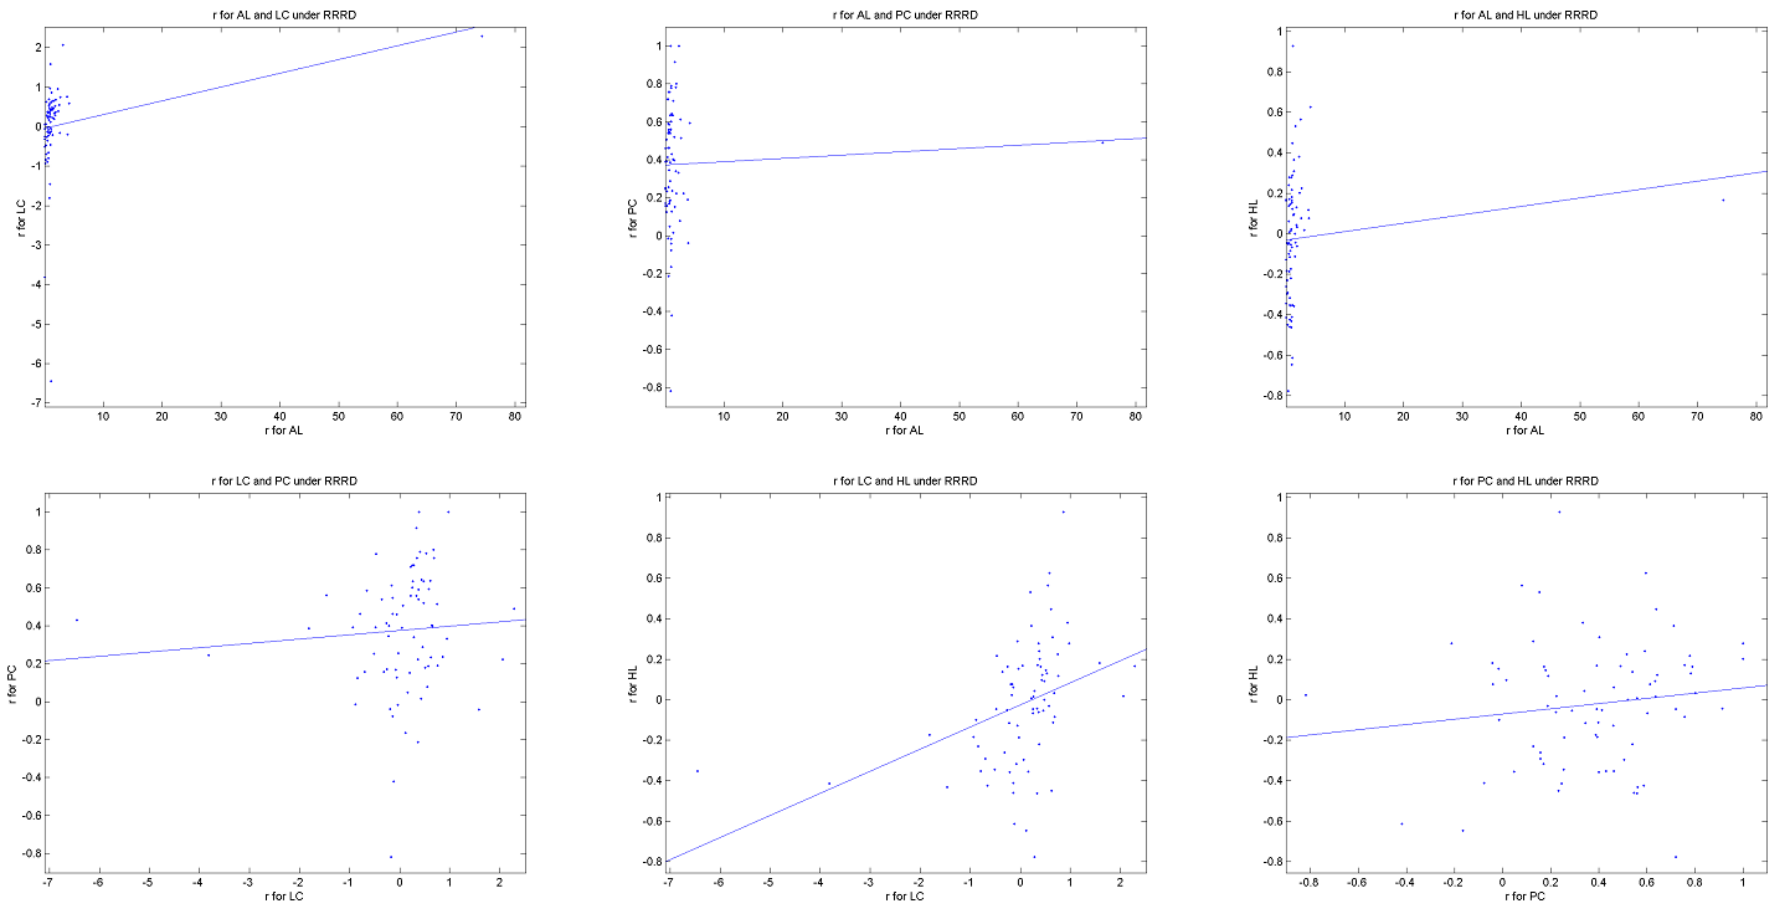 r for AL and LC under RRRD
2
1
0
-1
-2
-3
-4
-5
-6
-7
r for LC
10 20 30 40 50 60 70 80
r for AL
r for AL and PC under RRRD
1
0.8
0.6
0.4
0.2
0
-0.2
-0.4
-0.6
-0.8
r for PC
10 20 30 40 50 60 70 80
r for AL
r for AL and HL under RRRD
1
0.8
0.6
0.4
0.2
0
-0.2
-0.4
-0.6
-0.8
r for HL
10 20 30 40 50 60 70 80
r for AL
r for LC and PC under RRRD
1
0.8
0.6
0.4
0.2
0
-0.2
-0.4
-0.6
-0.8
r for PC
-7 -6 -5 -4 -3 -2 -1 0 1 2
r for LC
r for LC and HL under RRRD
1
0.8
0.6
0.4
0.2
0
-0.2
-0.4
-0.6
-0.8
r for HL
-7 -6 -5 -4 -3 -2 -1 0 1 2
r for LC
r for PC and HL under RRRD
1
0.8
0.6
0.4
0.2
0
-0.2
-0.4
-0.6
-0.8
r for HL
-0.8 -0.6 -0.4 -0.2 0 0.2 0.4 0.6 0.8 1
r for PC